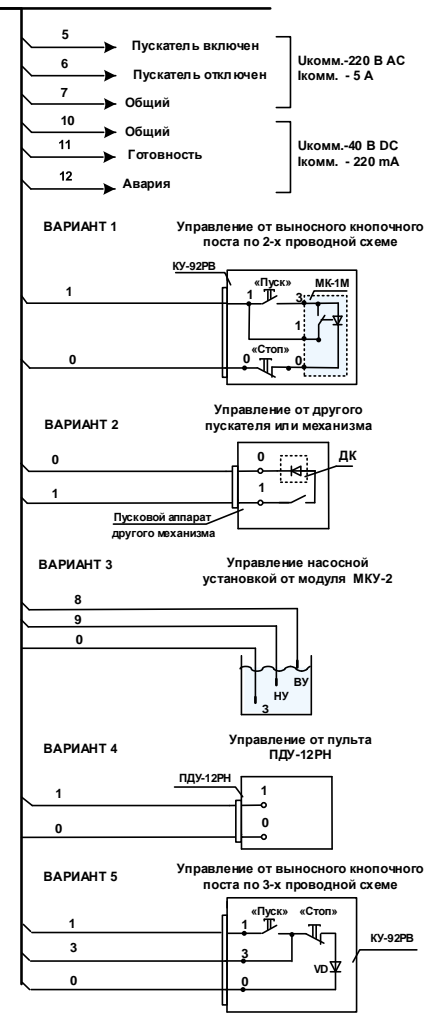 5
Пускатель включен
6
Пускатель отключен
7
Общий
Uкомм.-220 В AC
Iкомм. - 5 А
10
Общий
11
Готовность
12
Авария
Uкомм.-40 В DC
Iкомм. - 220 mA
ВАРИАНТ 1
Управление от выносного кнопочного
поста по 2-х проводной схеме
КУ-92РВ
«Пуск»
МК-1М
1
1
3
1
«Стоп»
0
0
0
ВАРИАНТ 2
Управление от другого
пускателя или механизма
0
0
ДК
1
1
Пусковой аппарат
другого механизма
ВАРИАНТ 3
Управление насосной
установкой от модуля МКУ-2
8
9
0
ВУ
НУ
З
ВАРИАНТ 4
Управление от пульта
ПДУ-12РН
ПДУ-12РН
1
1
0
0
ВАРИАНТ 5
Управление от выносного кнопочного
поста по 3-х проводной схеме
«Пуск» «Стоп»
1
1
КУ-92РВ
3
3
VD
0
0